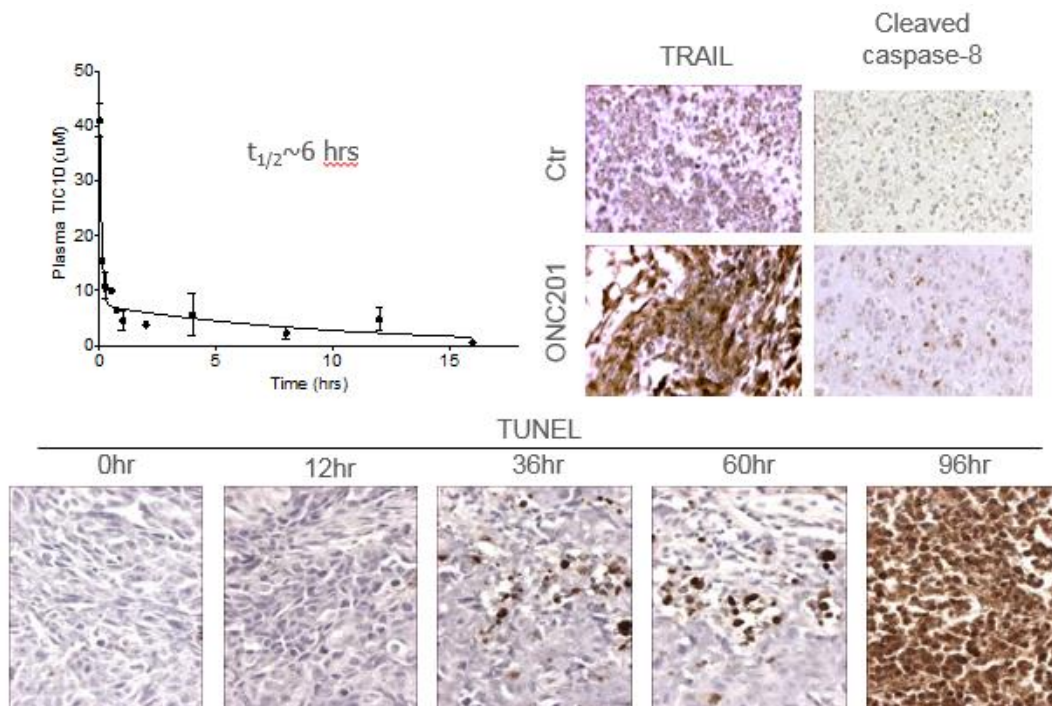 50
40
30
20
10
0
Plasma TIC10 (uM)
t1/2~6 hrs
0
5
10
15
Time (hrs)
TRAIL
Cleaved
caspase-8
Ctr
ONC201
TUNEL
0hr
12hr
36hr
60hr
96hr